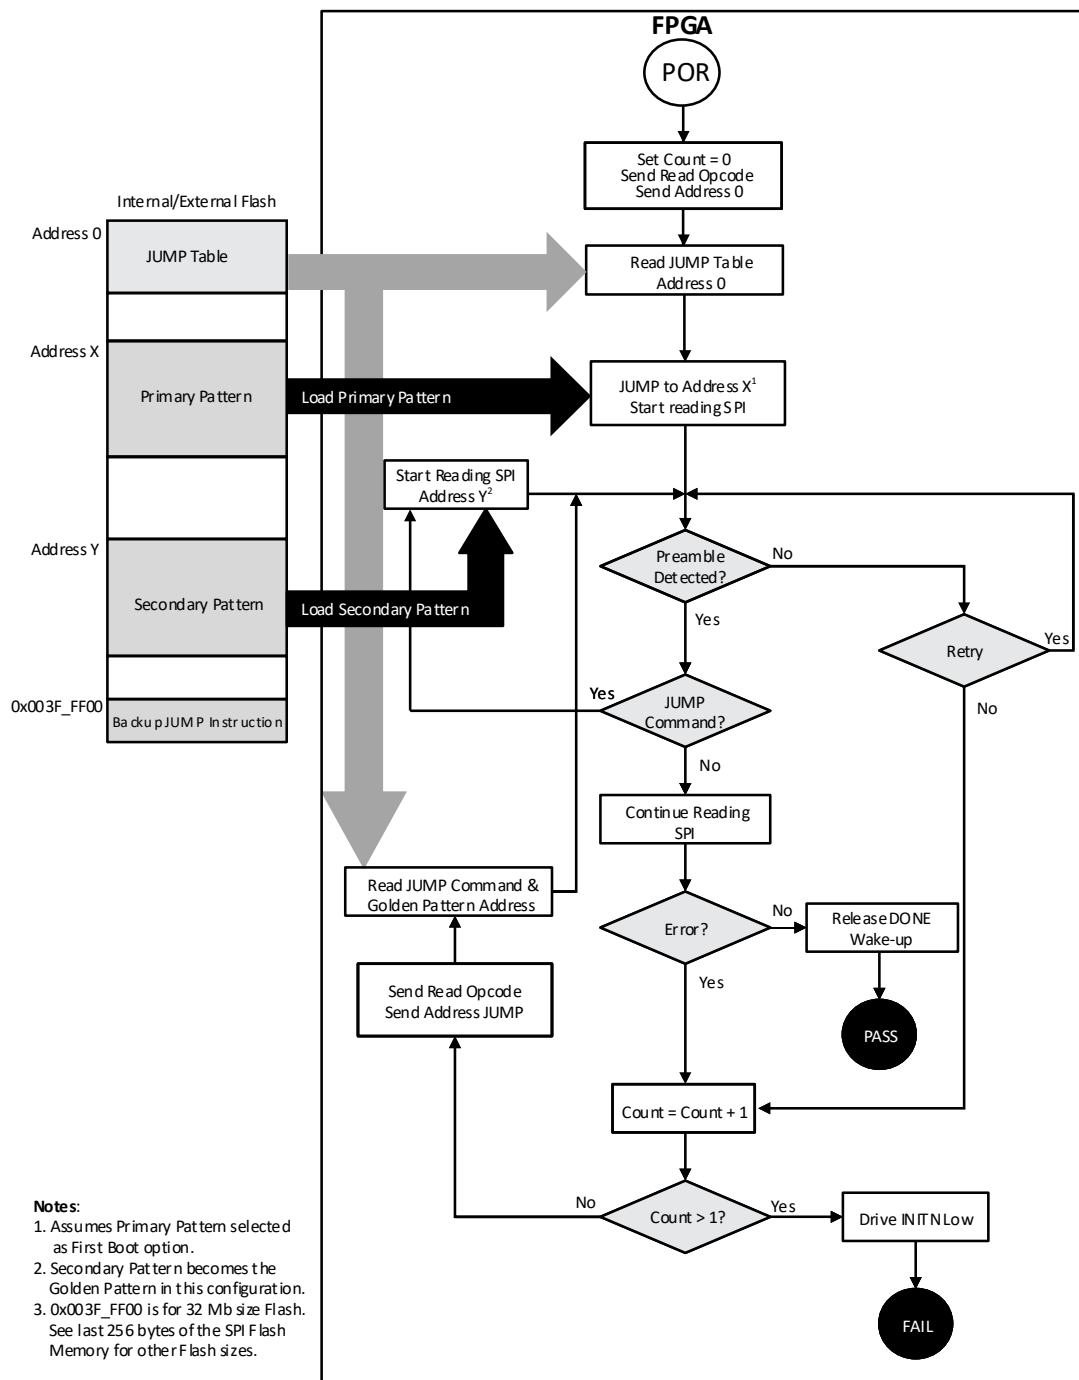 FPGA
POR
Set Count = 0
Send Read Opcode
Send Address 0
Internal/External Flash
Address 0
JUMP Table
Read JUMP Table
Address 0
Address X
Primary Pattern
Load Primary Pattern
JUMP to Address X¹
Start reading SPI
Start Reading SPI
Address Y²
Address Y
Secondary Pattern
Load Secondary Pattern
Preamble
Detected?
No
Yes
Retry
Yes
No
0x003F_FF00
Backup JUMP Instruction
Yes
JUMP
Command?
No
Continue Reading
SPI
Read JUMP Command &
Golden Pattern Address
Error?
No
Release DONE
Wake-up
Yes
Send Read Opcode
Send Address JUMP
PASS
Count = Count + 1
No
Count > 1?
Yes
Drive INITN Low
FAIL
Notes:
1. Assumes Primary Pattern selected
as First Boot option.
2. Secondary Pattern becomes the
Golden Pattern in this configuration.
3. 0x003F_FF00 is for 32 Mb size Flash.
See last 256 bytes of the SPI Flash
Memory for other Flash sizes.